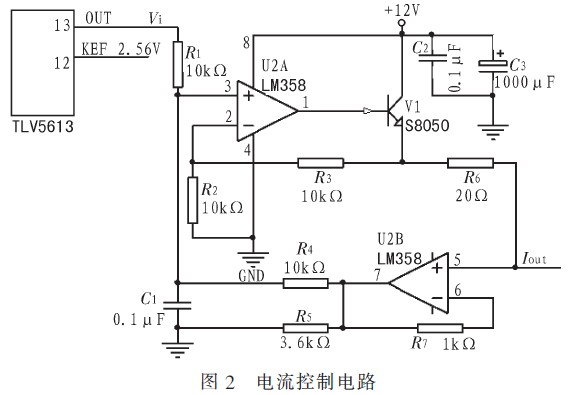 +12V
13 OUT Vi
12 KEF 2.56V
TLV5613
R1
10kΩ
8
U2A
LM358
3
2
1
4
C2
0.1μF
C3
1000μF
V1
S8050
R2
10kΩ
R3
10kΩ
R6
20Ω
GND
U2B
LM358
5
6
7
Iout
R4
10kΩ
C1
0.1μF
R5
3.6kΩ
R7 1kΩ
图2 电流控制电路